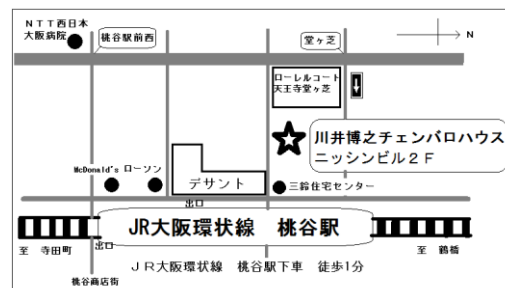 NTT西日本
大阪病院
桃谷駅前西
堂ヶ芝
N
ローレルコート
天王寺堂ヶ芝
川井博之チェンバロハウス
ニッシンビル2F
McDonald's ローソン
デサント
三鈴住宅センター
出口
JR大阪環状線 桃谷駅
出口
至 寺田町
至 鶴橋
JR大阪環状線 桃谷駅下車 徒歩1分
桃谷商店街